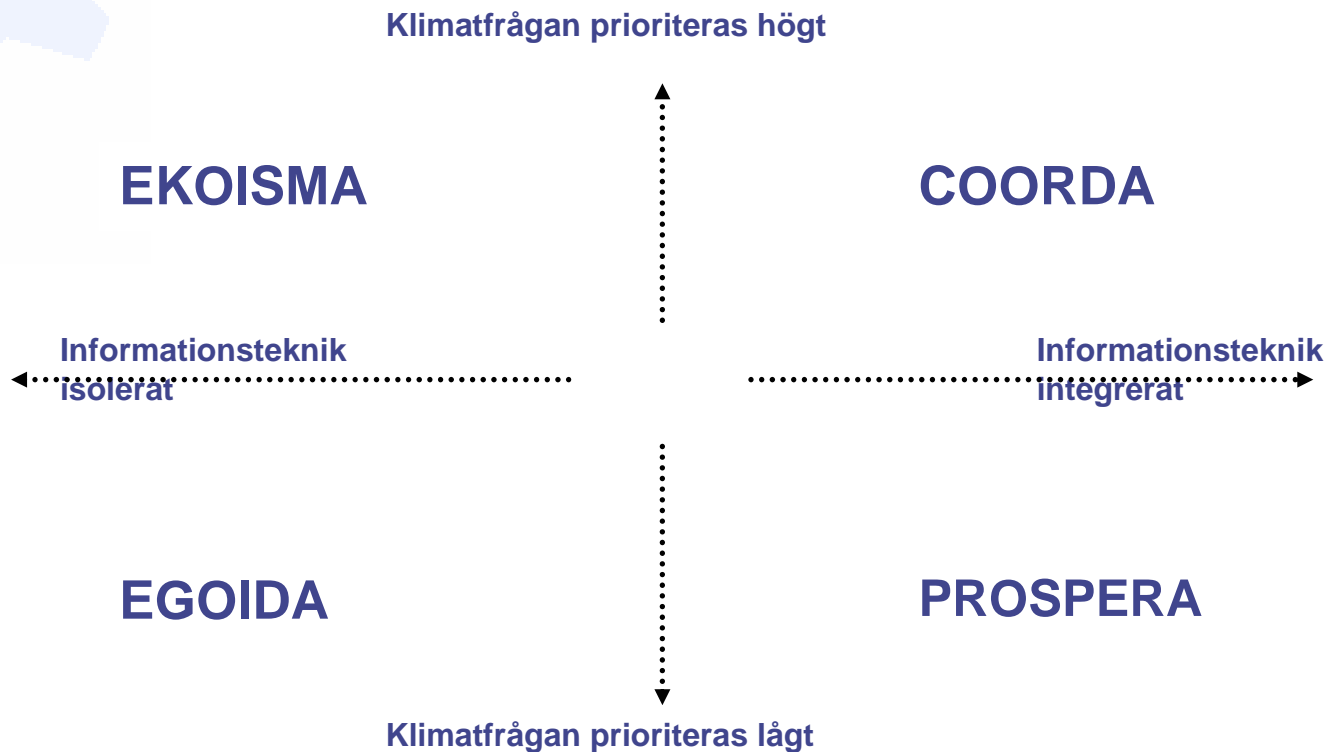 Klimatfrågan prioriteras högt
EKOISMA
COORDA
Informationsteknik
isolerat
Informationsteknik
integrerat
EGOIDA
PROSPERA
Klimatfrågan prioriteras lågt